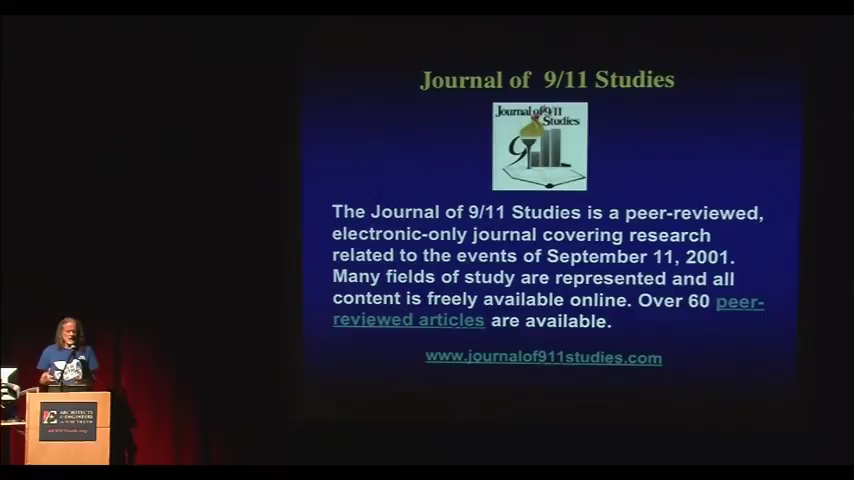 Journal of 9/11 Studies
Journal of 9/11
Studies
9
The Journal of 9/11 Studies is a peer-reviewed,
electronic-only journal covering research
related to the events of September 11, 2001.
Many fields of study are represented and all
content is freely available online. Over 60 peer-
reviewed articles are available.
www.journalof911studies.com
ARCHITECTS
& ENGINEERS